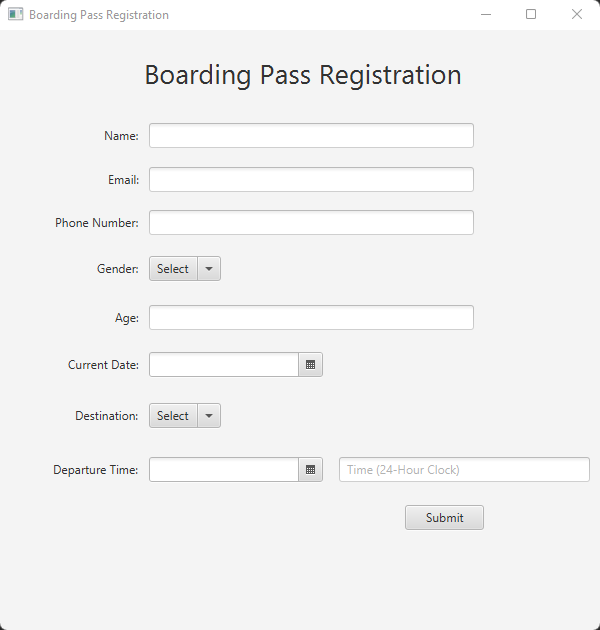 Boarding Pass Registration
Boarding Pass Registration
Name:
Email:
Phone Number:
Gender: Select
Age:
Current Date:
Destination: Select
Departure Time: Time (24-Hour Clock)
Submit